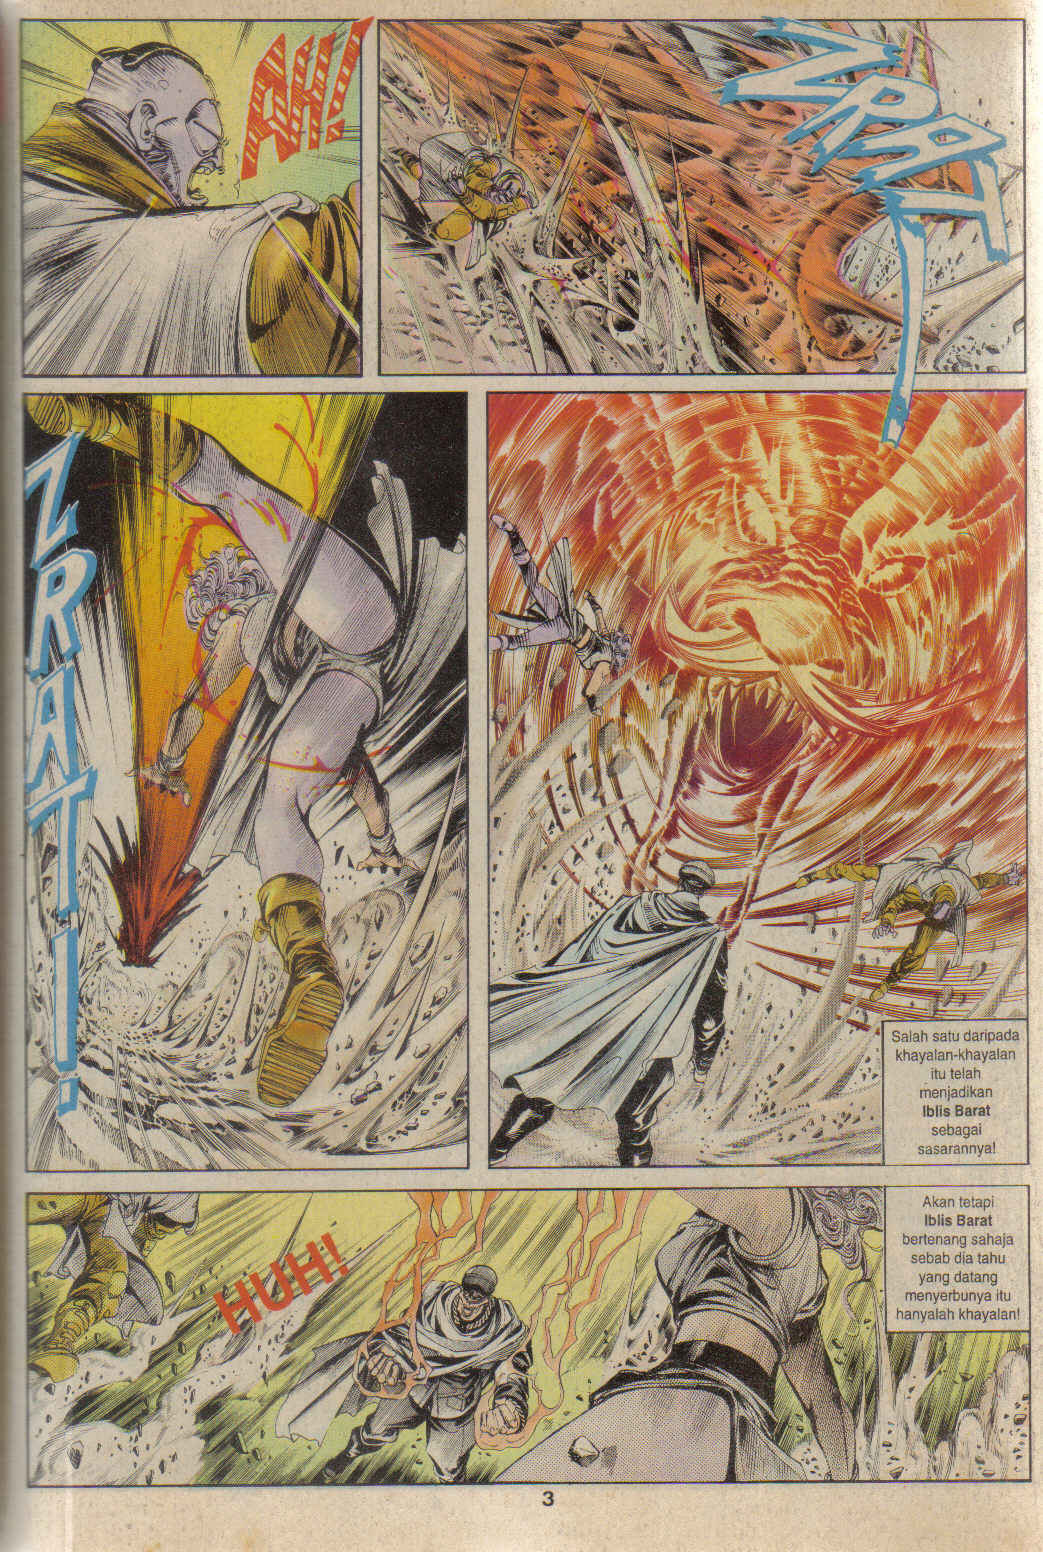 AH!
ZRAT
ZRAT!
Salah satu daripada
khayalan-khayalan
itu telah
menjadikan
Iblis Barat
sebagai
sasarannya!
HUH!
Akan tetapi
Iblis Barat
bertenang sahaja
sebab dia tahu
yang datang
menyerbunya itu
hanyalah khayalan!
3